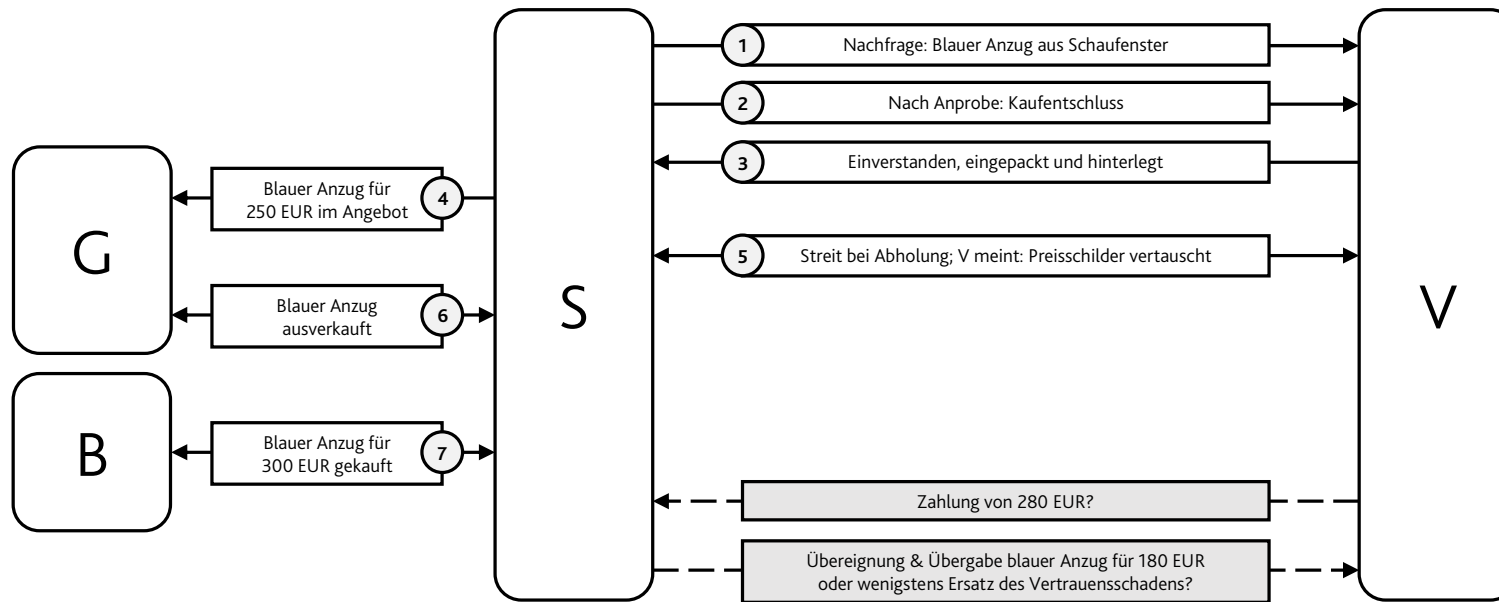 1
Nachfrage: Blauer Anzug aus Schaufenster
2
Nach Anprobe: Kaufentschluss
3
Einverstanden, eingepackt und hinterlegt
G
Blauer Anzug für
250 EUR im Angebot
4
5
Streit bei Abholung; V meint: Preisschilder vertauscht
S
V
Blauer Anzug
ausverkauft
6
B
Blauer Anzug für
300 EUR gekauft
7
Zahlung von 280 EUR?
Übereignung & Übergabe blauer Anzug für 180 EUR
oder wenigstens Ersatz des Vertrauensschadens?